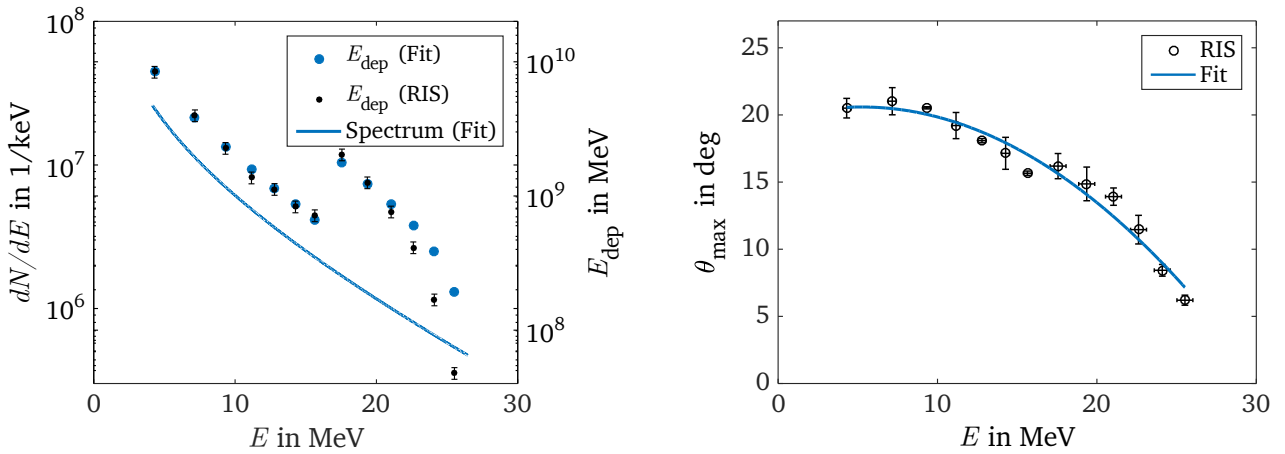 10^8
10^7
10^6
dN/dE in 1/keV
0
10
20
30
E in MeV
10^10
10^9
10^8
E_dep in MeV
E_dep (Fit)
E_dep (RIS)
Spectrum (Fit)
25
20
15
10
5
0
θ_max in deg
0
10
20
30
E in MeV
RIS
Fit